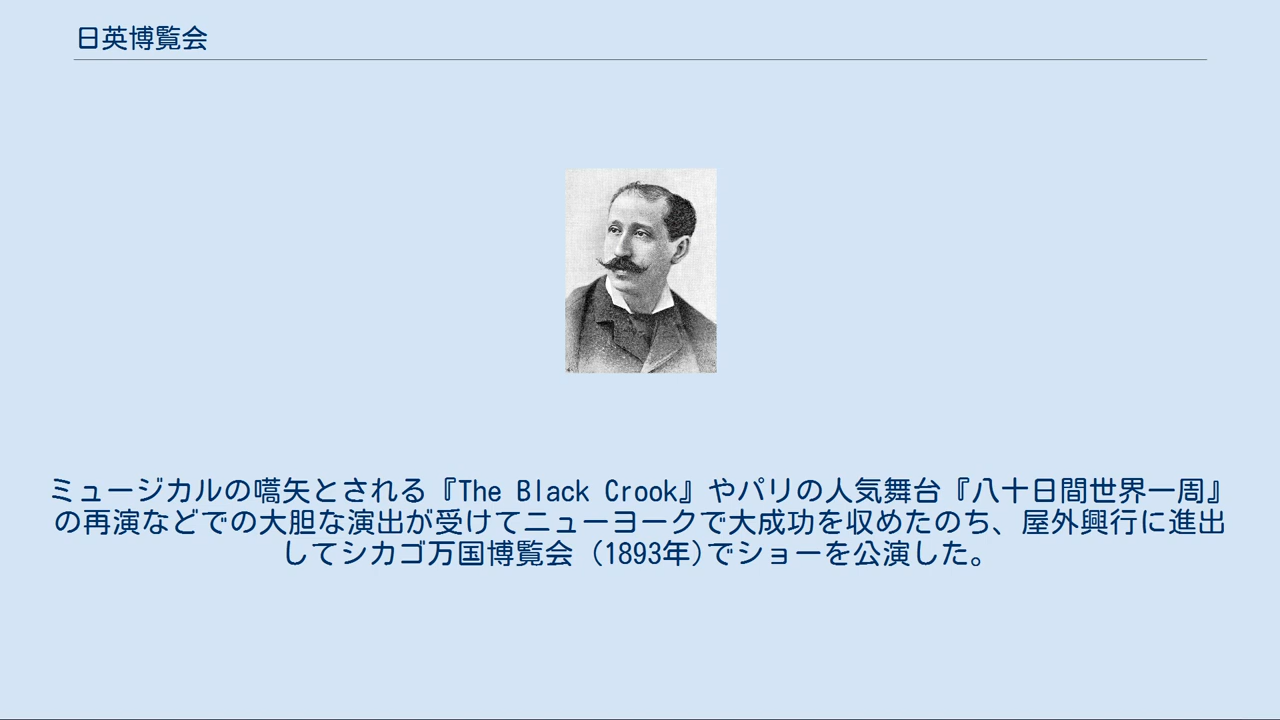 日英博覧会
ミュージカルの嚆矢とされる『The Black Crook』やパリの人気舞台『八十日間世界一周』
の再演などでの大胆な演出が受けてニューヨークで大成功を収めたのち、屋外興行に進出
してシカゴ万国博覧会 (1893年)でショーを公演した。